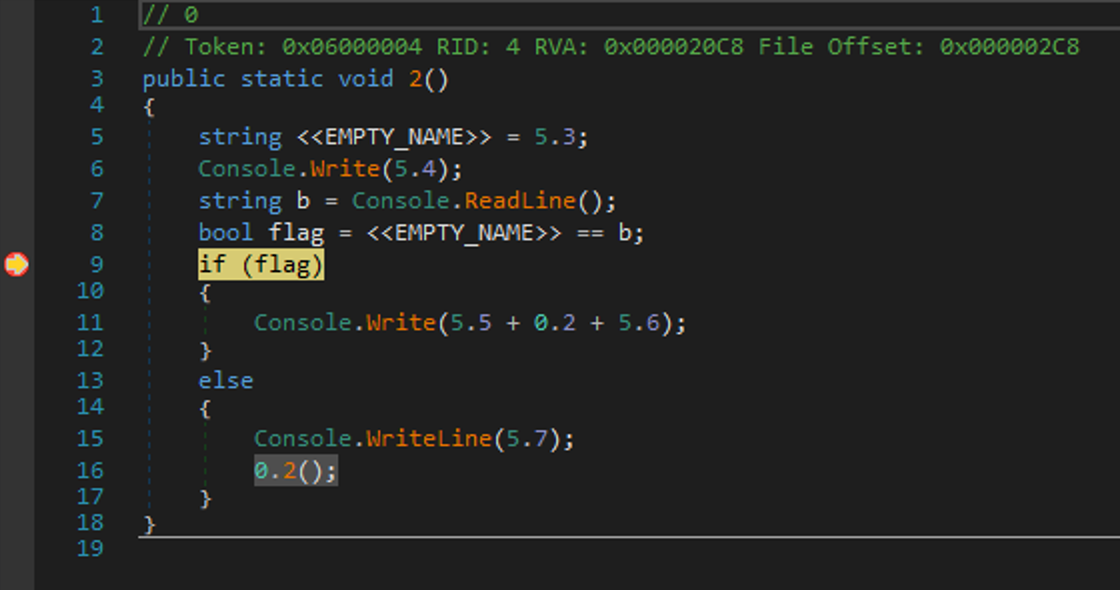 1 // 0
2 // Token: 0x06000004 RID: 4 RVA: 0x000020C8 File Offset: 0x000002C8
3 public static void 2()
4 {
5 string <<EMPTY_NAME>> = 5.3;
6 Console.Write(5.4);
7 string b = Console.ReadLine();
8 bool flag = <<EMPTY_NAME>> == b;
9 if (flag)
10 {
11 Console.Write(5.5 + 0.2 + 5.6);
12 }
13 else
14 {
15 Console.WriteLine(5.7);
16 0.2();
17 }
18 }
19